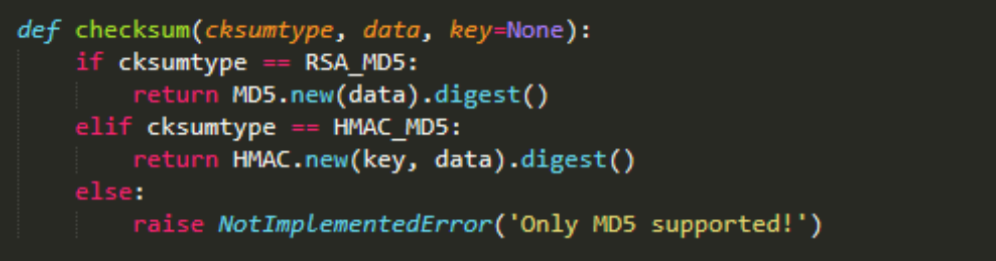 def checksum(cksumtype, data, key=None):
    if cksumtype == RSA_MD5:
        return MD5.new(data).digest()
    elif cksumtype == HMAC_MD5:
        return HMAC.new(key, data).digest()
    else:
        raise NotImplementedError('Only MD5 supported!')